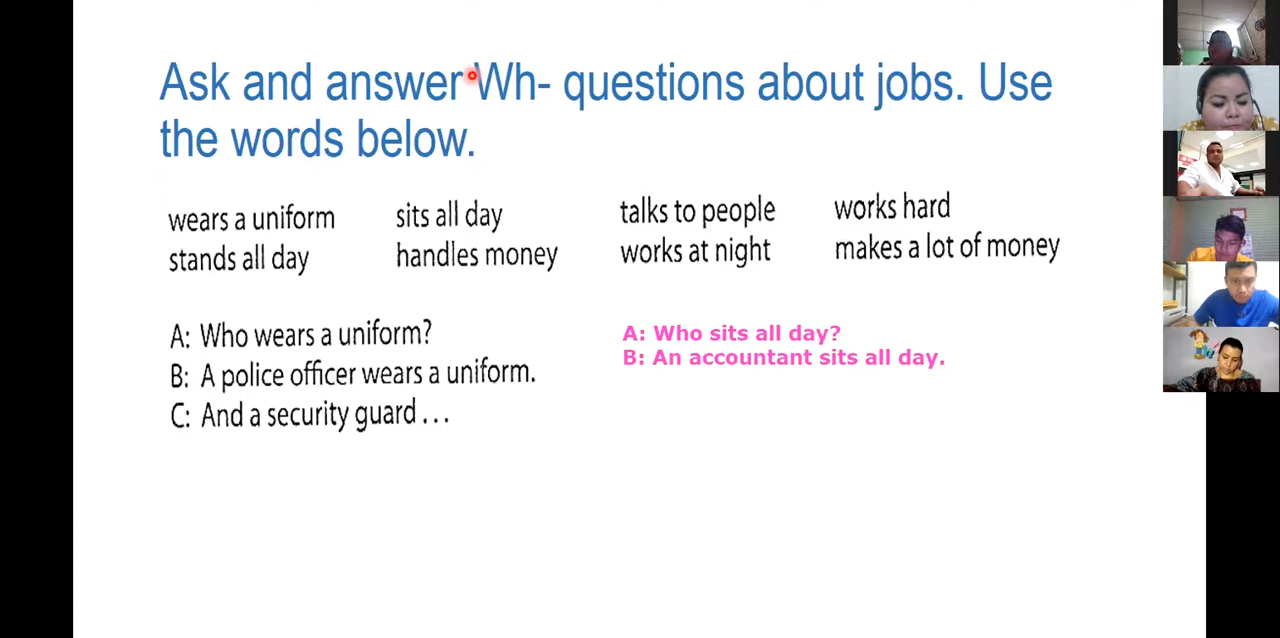 Ask and answer Wh- questions about jobs. Use
the words below.
wears a uniform sits all day talks to people works hard
stands all day handles money works at night makes a lot of money
A: Who wears a uniform?
B: A police officer wears a uniform.
C: And a security guard . . .
A: Who sits all day?
B: An accountant sits all day.